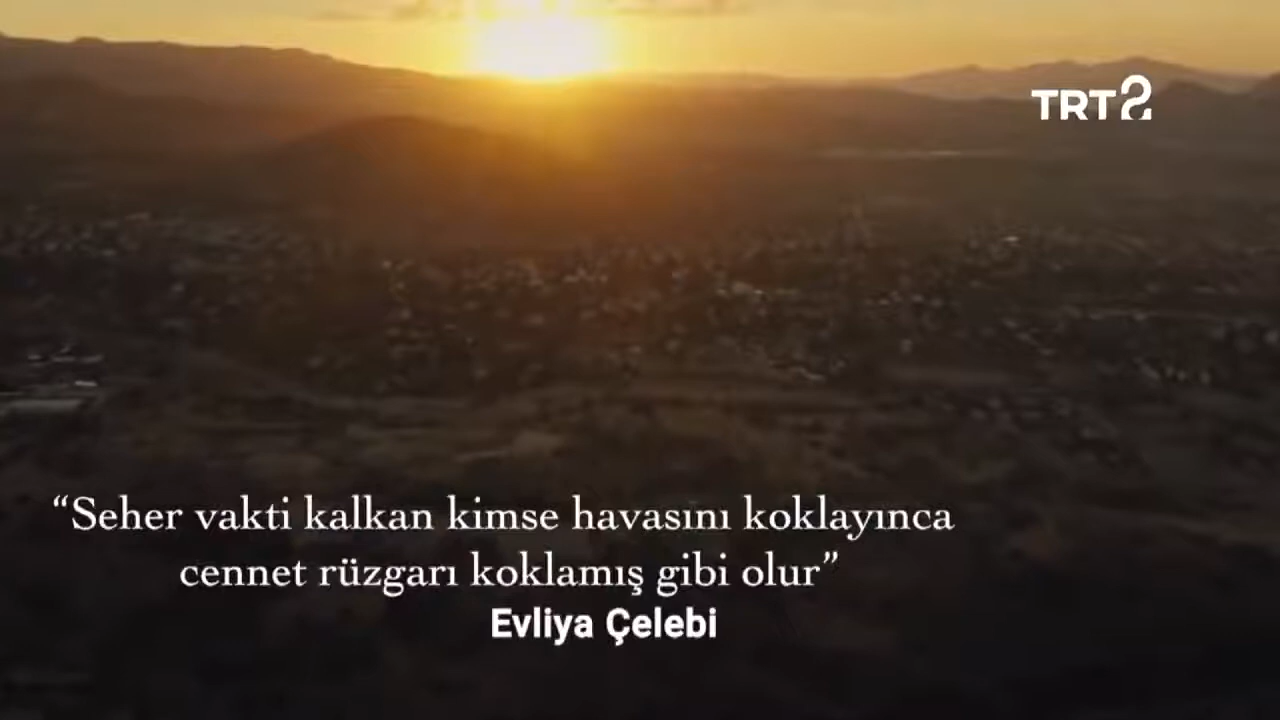 TRT2
“Seher vakti kalkan kimse havasını koklayınca
cennet rüzgarı koklamış gibi olur”
Evliya Çelebi